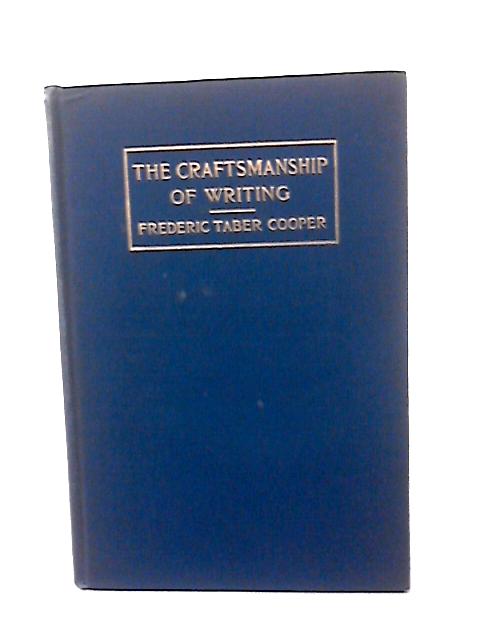 THE CRAFTSMANSHIP
OF WRITING
FREDERIC TABER COOPER